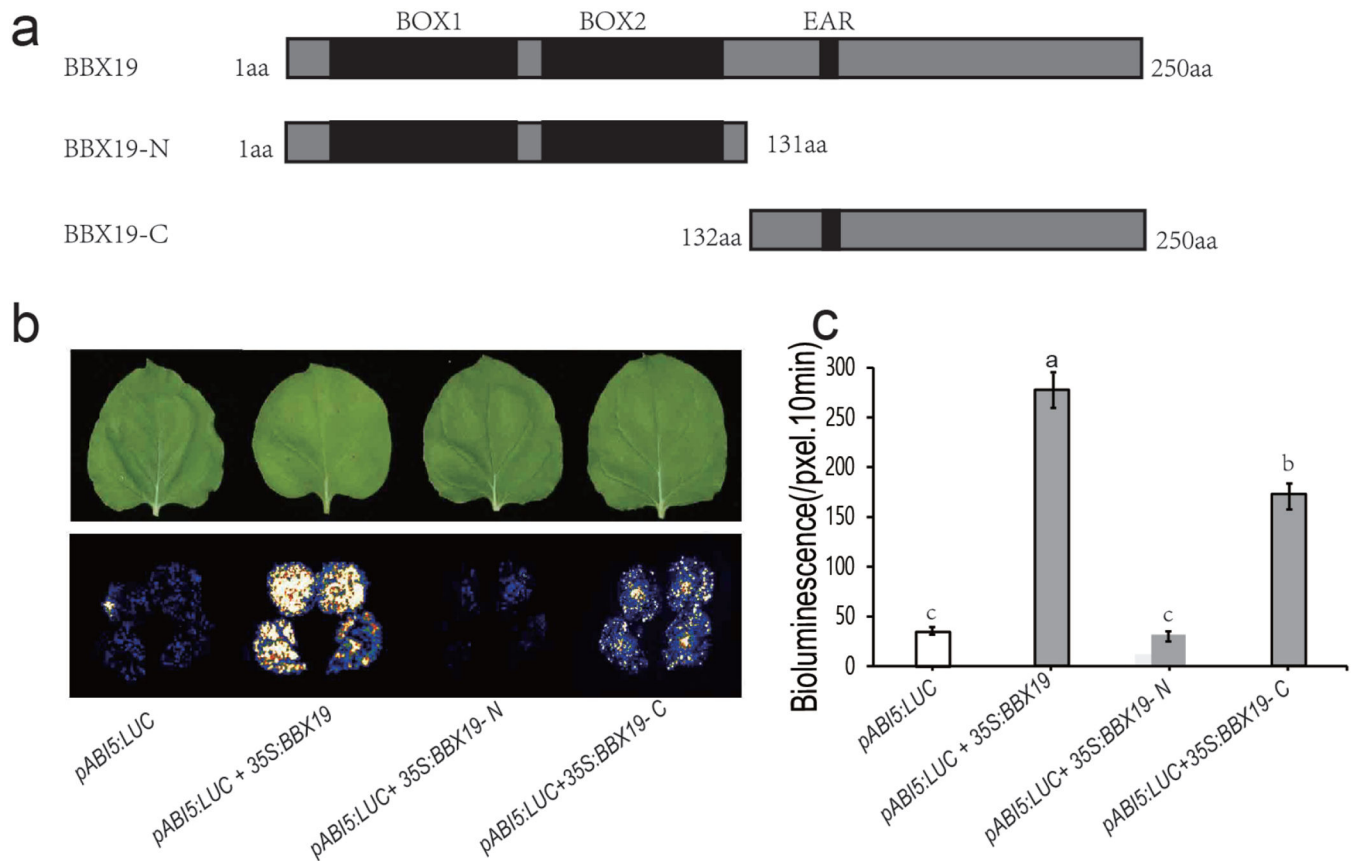 a
BOX1 BOX2 EAR
BBX19 1aa 250aa
BBX19-N 1aa 131aa
BBX19-C 132aa 250aa
b
pABI5:LUC
pABI5:LUC + 35S:BBX19
pABI5:LUC+ 35S:BBX19- N
pABI5:LUC+35S:BBX19- C
c
Bioluminescence(/pxel.10min)
300
250
200
150
100
50
0
c
a
c
b
pABI5:LUC
pABI5:LUC + 35S:BBX19
pABI5:LUC+ 35S:BBX19- N
pABI5:LUC+35S:BBX19- C